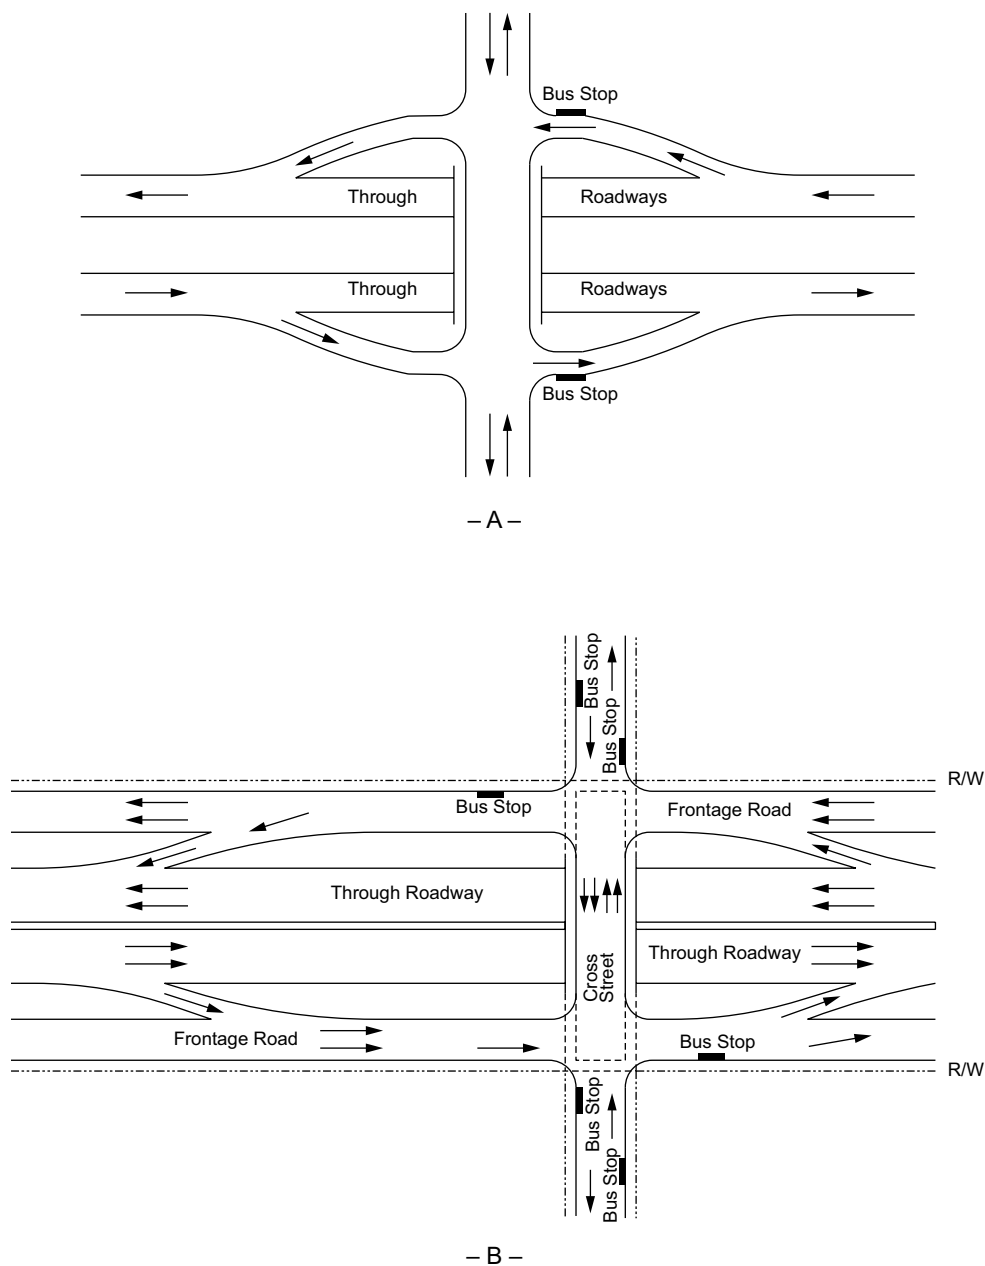 Bus Stop
Through Roadways
Through Roadways
Bus Stop
– A –
Bus Stop
Bus Stop
R/W
Bus Stop
Frontage Road
Through Roadway
Cross
Street
Through Roadway
Frontage Road
Bus Stop
R/W
Bus Stop
Bus Stop
– B –